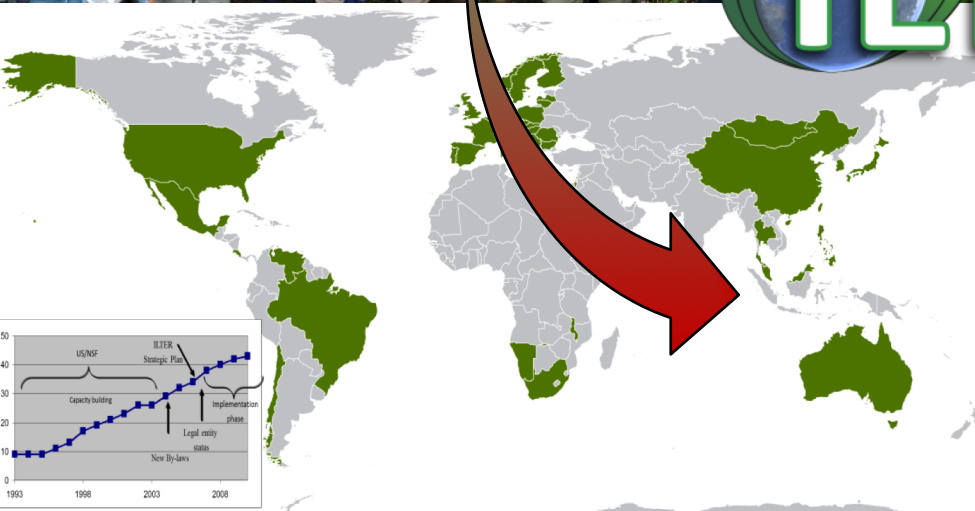 ILTE
50
40
30
20
10
0
US/NSF
Capacity building
ILTER
Strategic Plan
Implementation
phase
Legal entity
status
New By-laws
1993
1998
2003
2008